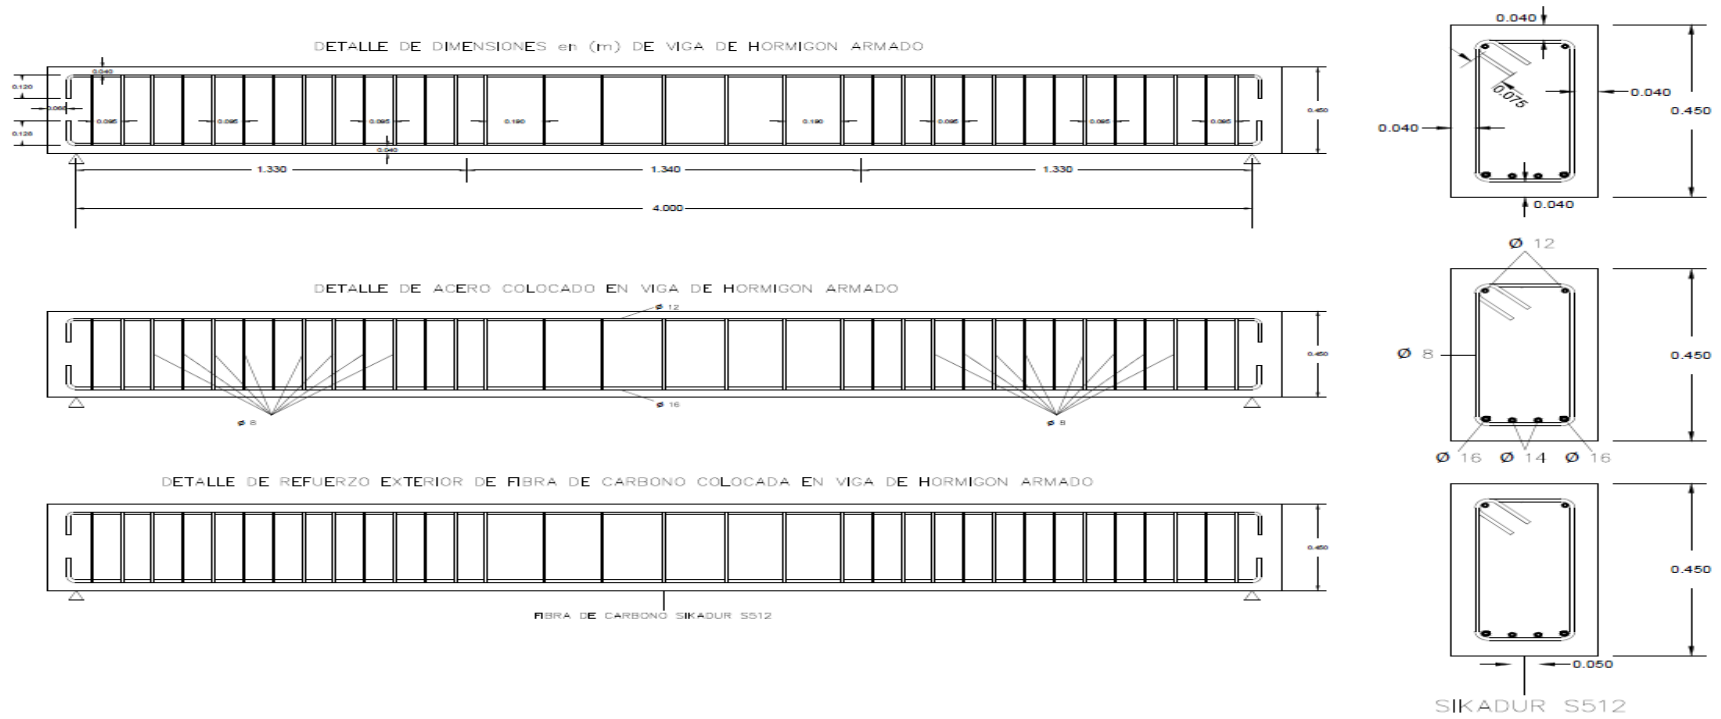 DETALLE DE DIMENSIONES en (m) DE VIGA DE HORMIGON ARMADO
0.040
0.120
0.450
0.095
0.095
0.095
0.190
0.190
0.095
0.095
0.095
0.040
1.330
1.340
1.330
4.000
0.040
0.075
0.040
0.040
0.450
0.040
DETALLE DE ACERO COLOCADO EN VIGA DE HORMIGON ARMADO
Ø 12
0.450
Ø 16
Ø 8
Ø 8
Ø 12
Ø 8
0.450
Ø 16
Ø 14
Ø 16
DETALLE DE REFUERZO EXTERIOR DE FIBRA DE CARBONO COLOCADA EN VIGA DE HORMIGON ARMADO
0.450
FIBRA DE CARBONO SIKADUR S512
0.450
0.050
SIKADUR S512